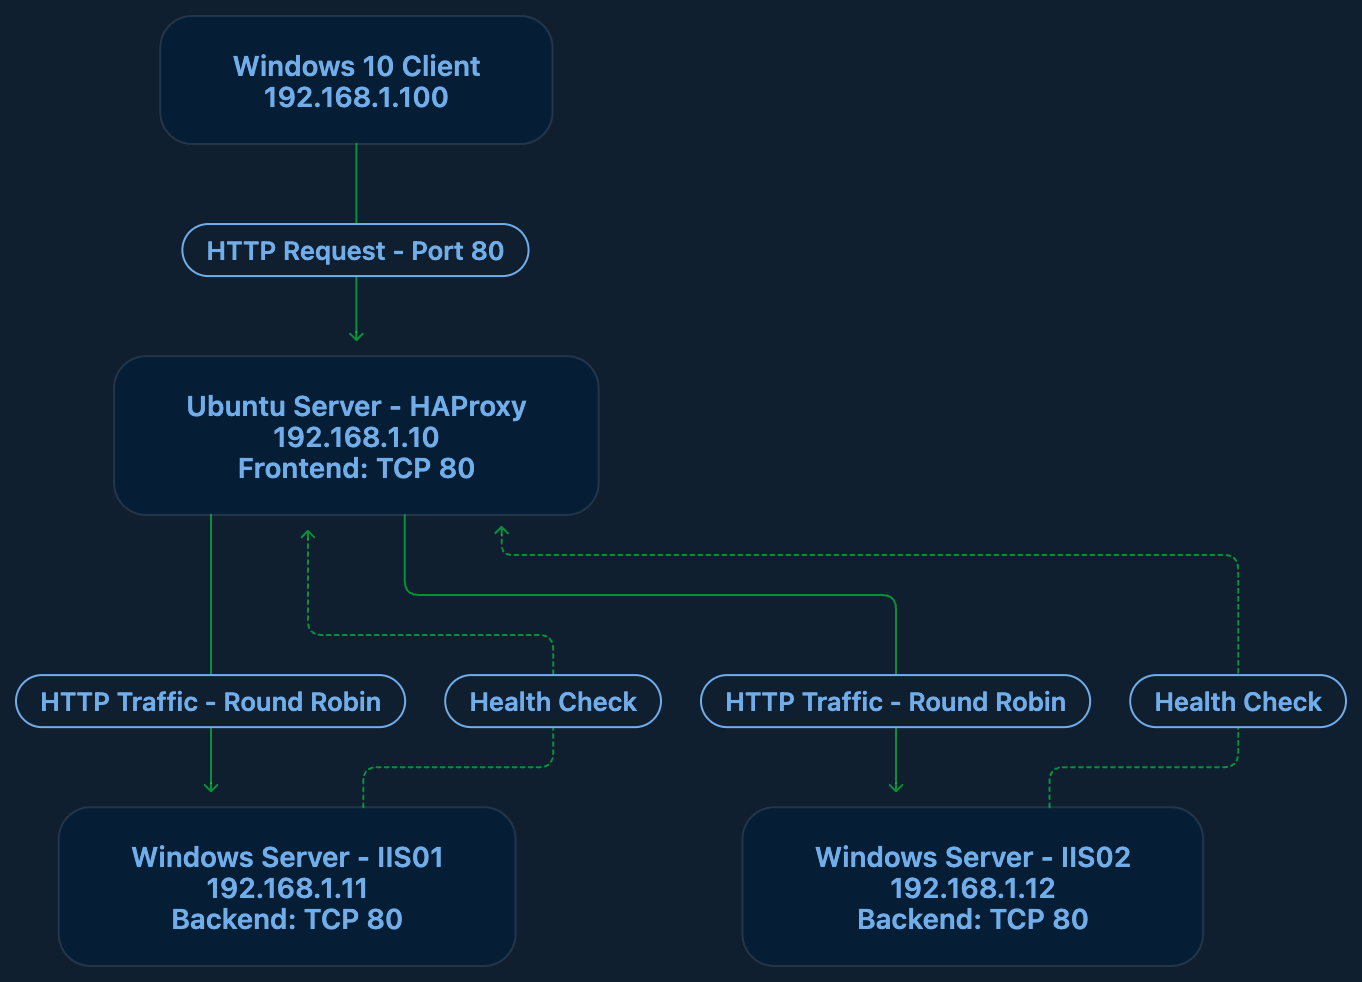 Windows 10 Client
192.168.1.100
HTTP Request - Port 80
Ubuntu Server - HAProxy
192.168.1.10
Frontend: TCP 80
HTTP Traffic - Round Robin
Health Check
HTTP Traffic - Round Robin
Health Check
Windows Server - IIS01
192.168.1.11
Backend: TCP 80
Windows Server - IIS02
192.168.1.12
Backend: TCP 80